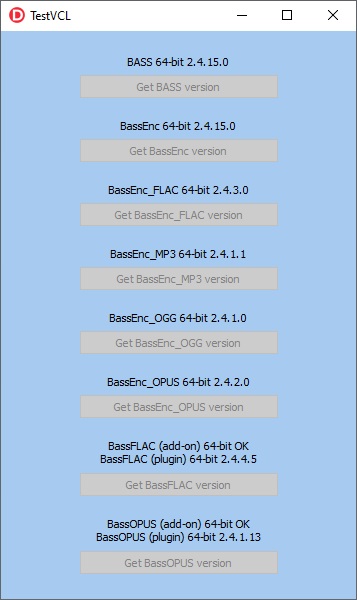 TestVCL
BASS 64-bit 2.4.15.0
Get BASS version
BassEnc 64-bit 2.4.15.0
Get BassEnc version
BassEnc_FLAC 64-bit 2.4.3.0
Get BassEnc_FLAC version
BassEnc_MP3 64-bit 2.4.1.1
Get BassEnc_MP3 version
BassEnc_OGG 64-bit 2.4.1.0
Get BassEnc_OGG version
BassEnc_OPUS 64-bit 2.4.2.0
Get BassEnc_OPUS version
BassFLAC (add-on) 64-bit OK
BassFLAC (plugin) 64-bit 2.4.4.5
Get BassFLAC version
BassOPUS (add-on) 64-bit OK
BassOPUS (plugin) 64-bit 2.4.1.13
Get BassOPUS version